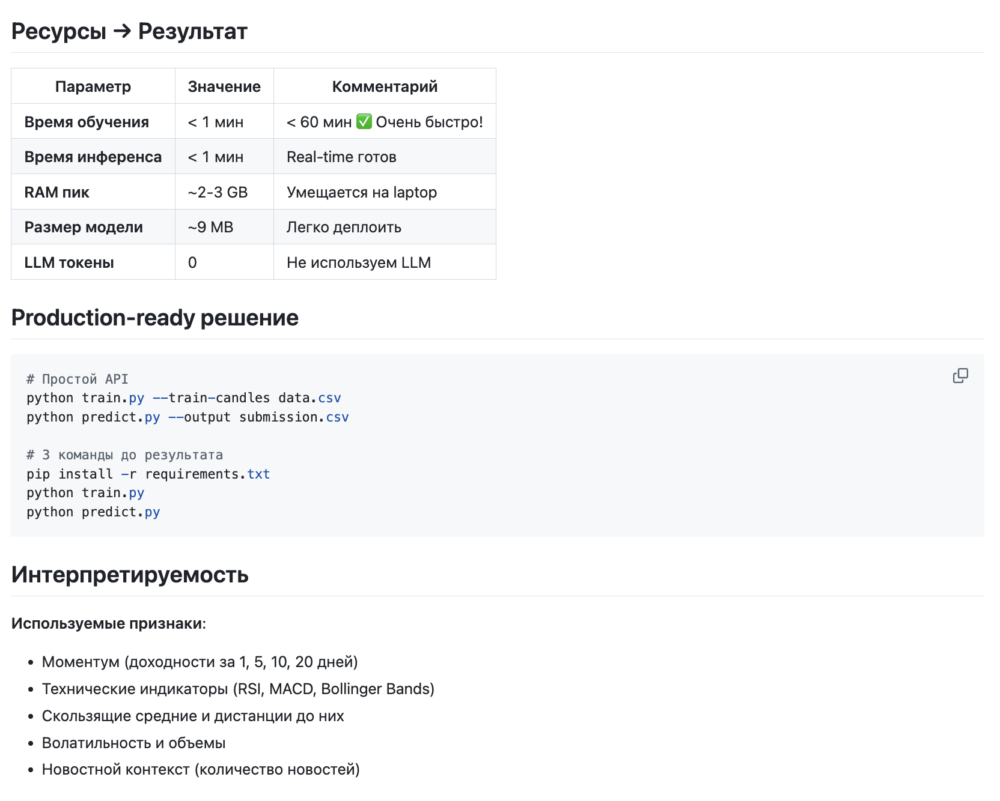 Ресурсы → Результат
Параметр Значение Комментарий
Время обучения < 1 мин < 60 мин ✅ Очень быстро!
Время инференса < 1 мин Real-time готов
RAM пик ~2-3 GB Умещается на laptop
Размер модели ~9 MB Легко деплоить
LLM токены 0 Не используем LLM
Production-ready решение
# Простой API
python train.py --train-candles data.csv
python predict.py --output submission.csv
# 3 команды до результата
pip install -r requirements.txt
python train.py
python predict.py
Интерпретируемость
Используемые признаки:
• Моментум (доходности за 1, 5, 10, 20 дней)
• Технические индикаторы (RSI, MACD, Bollinger Bands)
• Скользящие средние и дистанции до них
• Волатильность и объемы
• Новостной контекст (количество новостей)